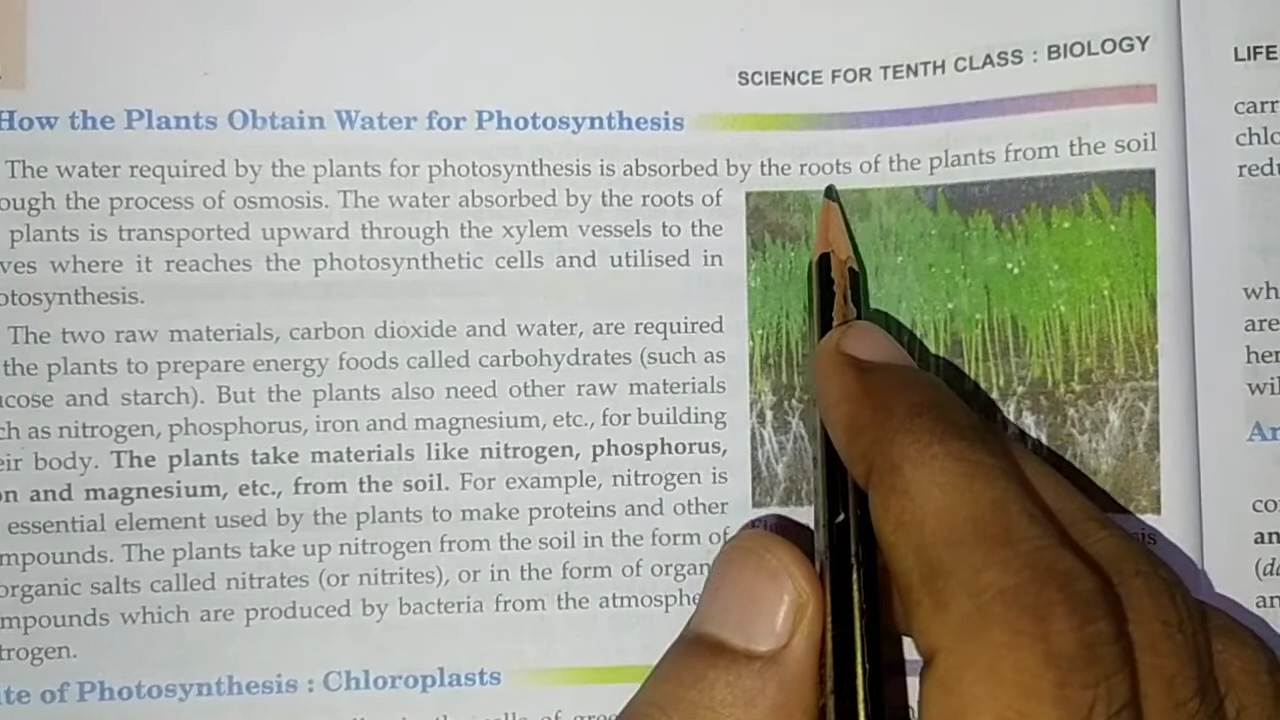 SCIENCE FOR TENTH CLASS : BIOLOGY
How the Plants Obtain Water for Photosynthesis
The water required by the plants for photosynthesis is absorbed by the roots of the plants from the soil
ough the process of osmosis. The water absorbed by the roots of
plants is transported upward through the xylem vessels to the
ves where it reaches the photosynthetic cells and utilised in
otosynthesis.
The two raw materials, carbon dioxide and water, are required
the plants to prepare energy foods called carbohydrates (such as
ucose and starch). But the plants also need other raw materials
ch as nitrogen, phosphorus, iron and magnesium, etc., for building
eir body. The plants take materials like nitrogen, phosphorus,
on and magnesium, etc., from the soil. For example, nitrogen is
essential element used by the plants to make proteins and other
mpounds. The plants take up nitrogen from the soil in the form of
organic salts called nitrates (or nitrites), or in the form of organ
mpounds which are produced by bacteria from the atmosphe
trogen.
ite of Photosynthesis : Chloroplasts
LIFE
carr
chlo
redu
wh
are
her
wil
An
co
an
(da
an